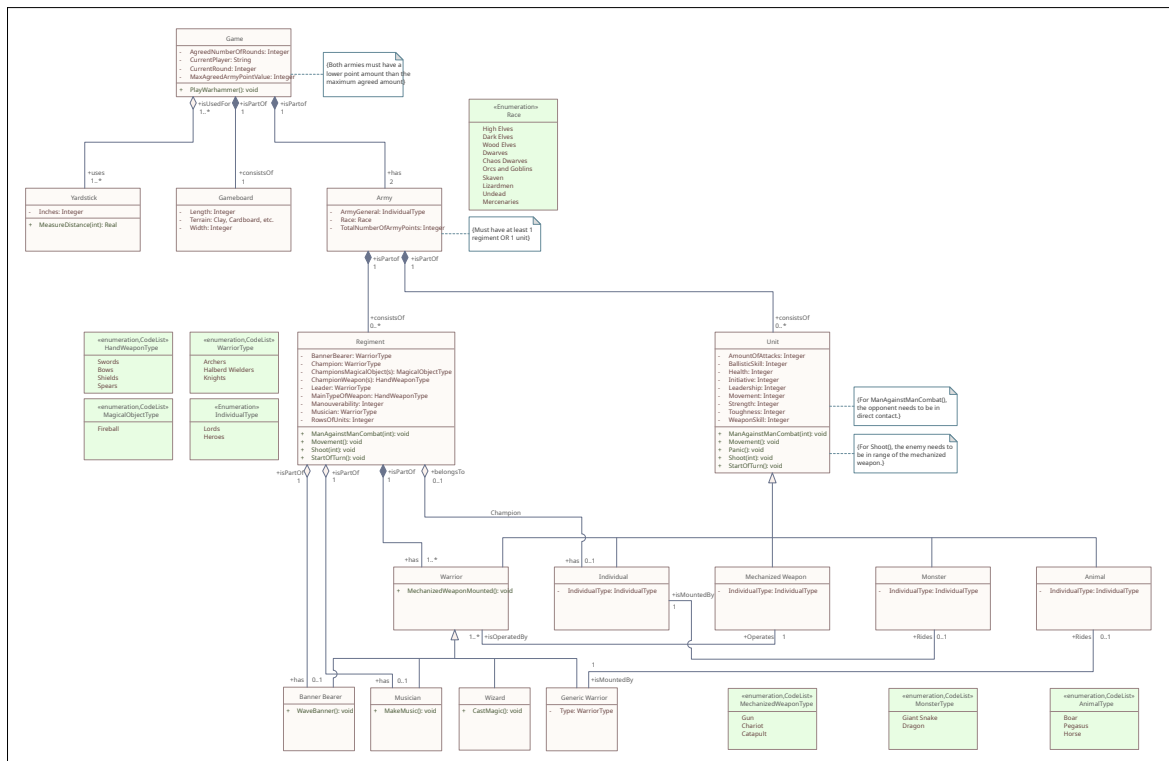 Game
- AgreedNumberOfRounds: Integer
- CurrentPlayer: String
- CurrentRound: Integer
- MaxAgreedArmyPointValue: Integer
+ PlayWarhammer(): void
{Both armies must have a
lower point amount than the
maximum agreed amount}
+isUsedFor
1..*
+isPartOf
1
+isPartof
1
«Enumeration»
Race
High Elves
Dark Elves
Wood Elves
Dwarves
Chaos Dwarves
Orcs and Goblins
Skaven
Lizardmen
Undead
Mercenaries
+uses
1..*
+consistsOf
1
+has
2
Yardstick
- Inches: Integer
+ MeasureDistance(int): Real
Gameboard
- Length: Integer
- Terrain: Clay, Cardboard, etc.
- Width: Integer
Army
- ArmyGeneral: IndividualType
- Race: Race
- TotalNumberOfArmyPoints: Integer
{Must have at least 1
regiment OR 1 unit}
+isPartof
1
+isPartOf
1
+consistsOf
0..*
+consistsOf
0..*
«enumeration,CodeList»
HandWeaponType
Swords
Bows
Shields
Spears
«enumeration,CodeList»
WarriorType
Archers
Halberd Wielders
Knights
«enumeration,CodeList»
MagicalObjectType
Fireball
«Enumeration»
IndividualType
Lords
Heroes
Regiment
- BannerBearer: WarriorType
- Champion: WarriorType
- ChampionsMagicalObject(s): MagicalObjectType
- ChampionWeapon(s): HandWeaponType
- Leader: WarriorType
- MainTypeOfWeapon: HandWeaponType
- Manouverability: Integer
- Musician: WarriorType
- RowsOfUnits: Integer
+ ManAgainstManCombat(int): void
+ Movement(): void
+ Shoot(int): void
+ StartOfTurn(): void
Unit
- AmountOfAttacks: Integer
- BallisticSkill: Integer
- Health: Integer
- Initiative: Integer
- Leadership: Integer
- Movement: Integer
- Strength: Integer
- Toughness: Integer
- WeaponSkill: Integer
+ ManAgainstManCombat(int): void
+ Movement(): void
+ Panic(): void
+ Shoot(int): void
+ StartOfTurn(): void
{For ManAgainstManCombat(),
the opponent needs to be in
direct contact.}
{For Shoot(), the enemy needs to
be in range of the mechanized
weapon.}
+isPartOf
1
+isPartOf
1
+isPartOf
1
+belongsTo
0..1
Champion
+has 1..*
+has 0..1
Warrior
+ MechanizedWeaponMounted(): void
Individual
- IndividualType: IndividualType
Mechanized Weapon
- IndividualType: IndividualType
Monster
- IndividualType: IndividualType
Animal
- IndividualType: IndividualType
+isMountedBy
1
1..* +isOperatedBy
+Operates 1
+Rides 0..1
+Rides 0..1
1
+isMountedBy
+has 0..1
+has 0..1
Banner Bearer
+ WaveBanner(): void
Musician
+ MakeMusic(): void
Wizard
+ CastMagic(): void
Generic Warrior
- Type: WarriorType
«enumeration,CodeList»
MechanizedWeaponType
Gun
Chariot
Catapult
«enumeration,CodeList»
MonsterType
Giant Snake
Dragon
«enumeration,CodeList»
AnimalType
Boar
Pegasus
Horse